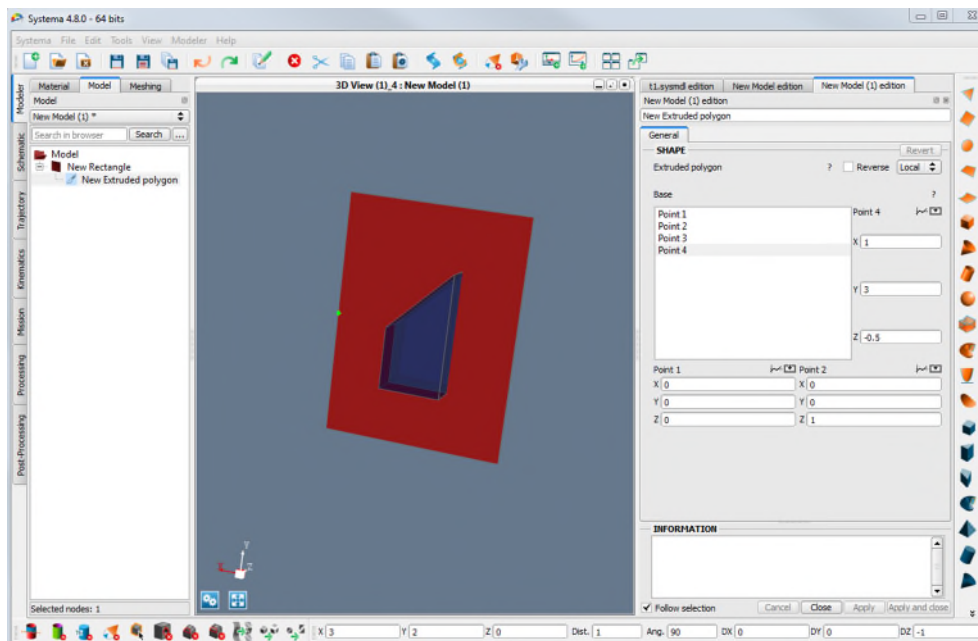 Systema 4.8.0 - 64 bits
Systema File Edit Tools View Modeler Help
Material Model Meshing
Model
New Model (1) *
Search in browser Search ...
Model
New Rectangle
New Extruded polygon
Selected nodes: 1
Modeler
Schematic
Trajectory
Kinematics
Mission
Processing
Post-Processing
3D View (1)_4 : New Model (1)
Y
X
Z
t1.sysmdl edition New Model edition New Model (1) edition
New Model (1) edition
New Extruded polygon
General
SHAPE Revert
Extruded polygon ? Reverse Local
Base ?
Point 1
Point 2
Point 3
Point 4
Point 4
X 1
Y 3
Z -0.5
Point 1 Point 2
X 0 X 0
Y 0 Y 0
Z 0 Z 1
INFORMATION
Follow selection Cancel Close Apply Apply and close
X 3 Y 2 Z 0 Dist. 1 Ang. 90 DX 0 DY 0 DZ -1